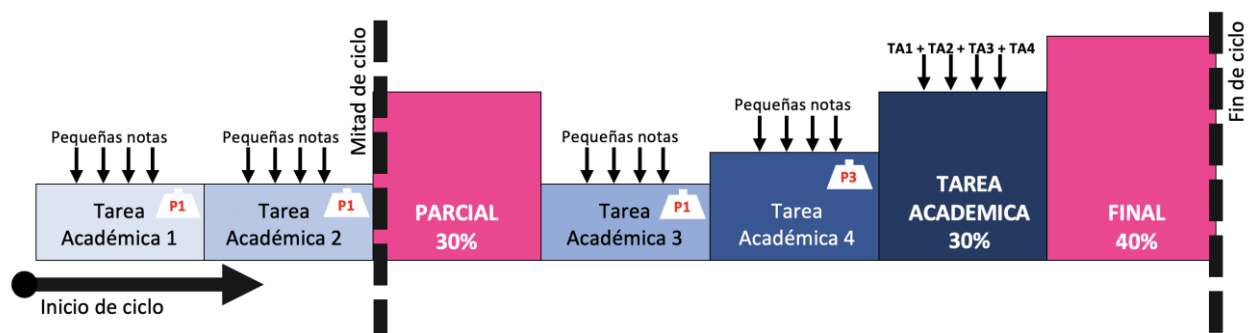 Pequeñas notas
P1
Tarea
Académica 1
Pequeñas notas
P1
Tarea
Académica 2
Mitad de ciclo
PARCIAL
30%
Pequeñas notas
P1
Tarea
Académica 3
Pequeñas notas
P3
Tarea
Académica 4
TA1 + TA2 + TA3 + TA4
TAREA
ACADEMICA
30%
FINAL
40%
Fin de ciclo
Inicio de ciclo